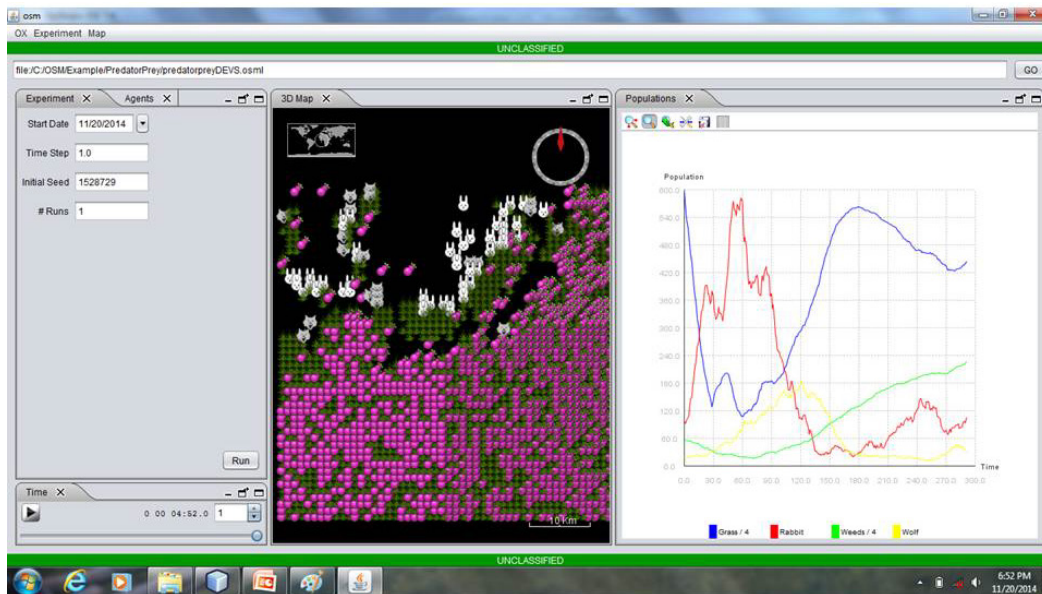 osm
OX Experiment Map
UNCLASSIFIED
file:/C:/OSM/Example/PredatorPrey/predatorpreyDEVS.osml
GO
Experiment
Agents
Start Date 11/20/2014
Time Step 1.0
Initial Seed 1528729
# Runs 1
Run
Time
0 00 04:52.0 1
3D Map
10 Km
Populations
Population
600.0
540.0
480.0
420.0
360.0
300.0
240.0
180.0
120.0
60.0
0.0
Time
0.0 30.0 60.0 90.0 120.0 150.0 180.0 210.0 240.0 270.0 300.0
Grass / 4 Rabbit Weeds / 4 Wolf
UNCLASSIFIED
6:52 PM
11/20/2014